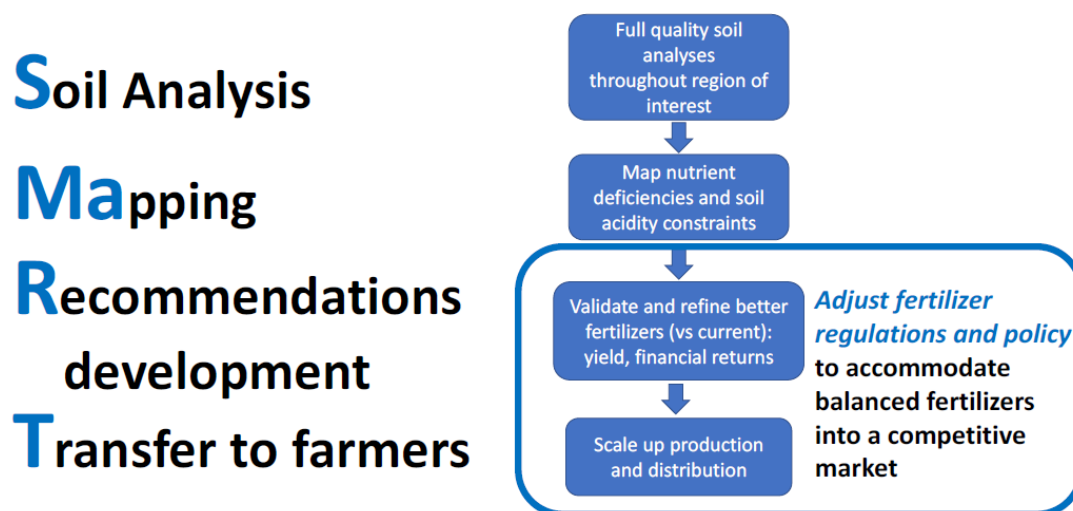 Soil Analysis
Mapping
Recommendations
development
Transfer to farmers
Full quality soil
analyses
throughout region of
interest
Map nutrient
deficiencies and soil
acidity constraints
Validate and refine better
fertilizers (vs current):
yield, financial returns
Scale up production
and distribution
Adjust fertilizer
regulations and policy
to accommodate
balanced fertilizers
into a competitive
market